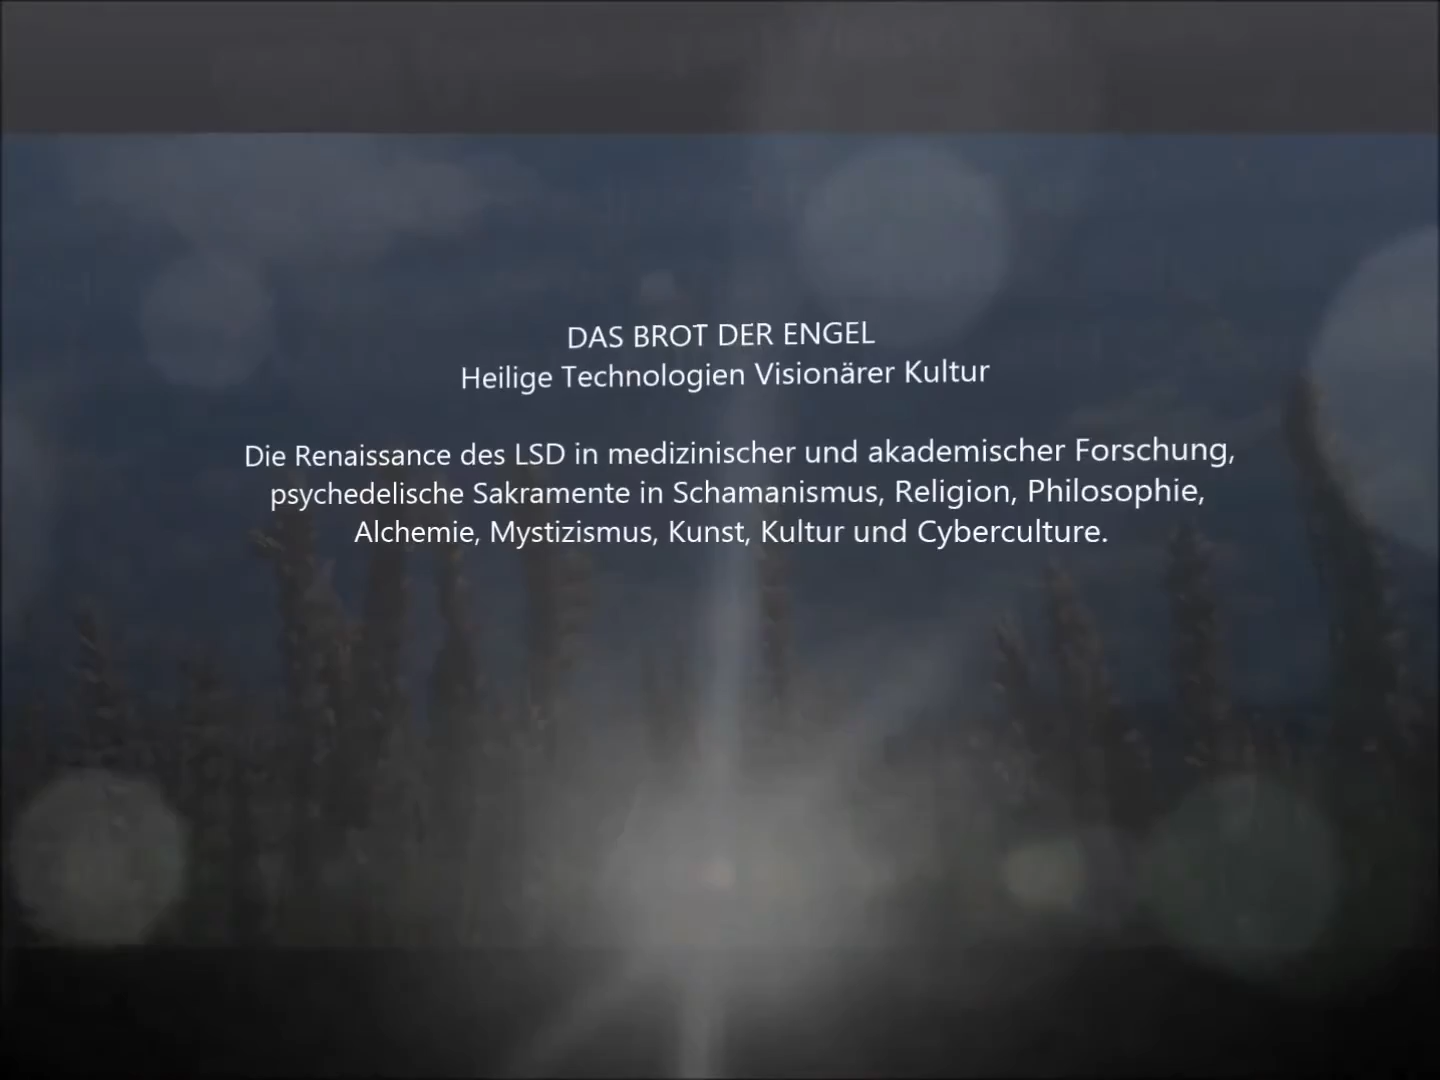 DAS BROT DER ENGEL
Heilige Technologien Visionärer Kultur
Die Renaissance des LSD in medizinischer und akademischer Forschung,
psychedelische Sakramente in Schamanismus, Religion, Philosophie,
Alchemie, Mystizismus, Kunst, Kultur und Cyberculture.